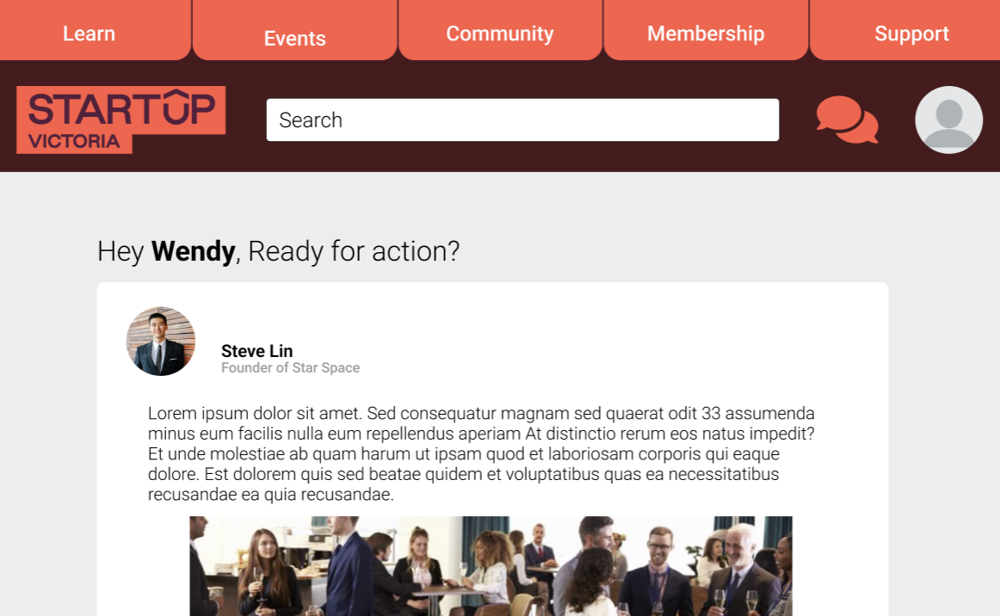 Learn
Events
Community
Membership
Support
STARTUP
VICTORIA
Search
Hey Wendy, Ready for action?
Steve Lin
Founder of Star Space
Lorem ipsum dolor sit amet. Sed consequatur magnam sed quaerat odit 33 assumenda
minus eum facilis nulla eum repellendus aperiam At distinctio rerum eos natus impedit?
Et unde molestiae ab quam harum ut ipsam quod et laboriosam corporis qui eaque
dolore. Est dolorem quis sed beatae quidem et voluptatibus quas ea necessitatibus
recusandae ea quia recusandae.